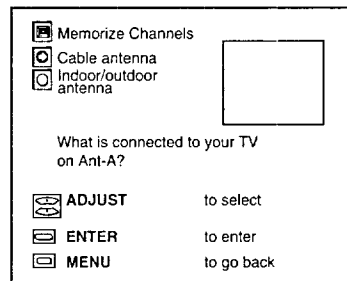 Memorize Channels
Cable antenna
Indoor/outdoor
antenna
What is connected to your TV
on Ant-A?
ADJUST to select
ENTER to enter
MENU to go back